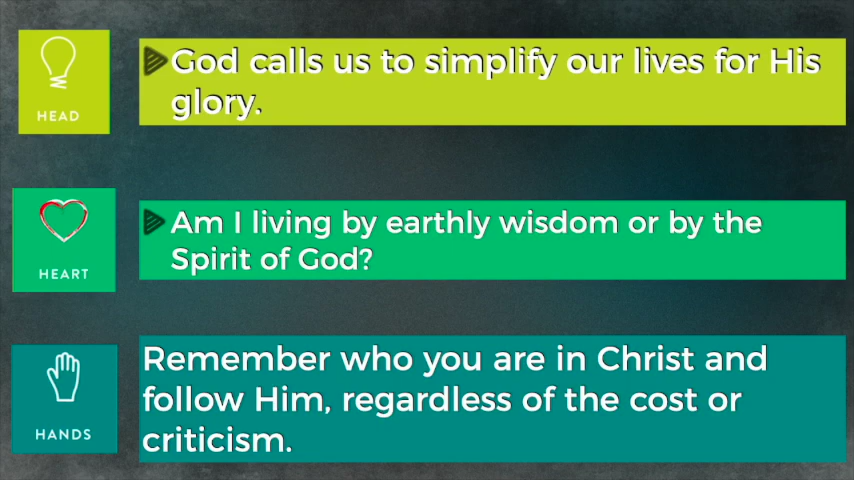 HEAD
God calls us to simplify our lives for His
glory.
HEART
Am I living by earthly wisdom or by the
Spirit of God?
HANDS
Remember who you are in Christ and
follow Him, regardless of the cost or
criticism.